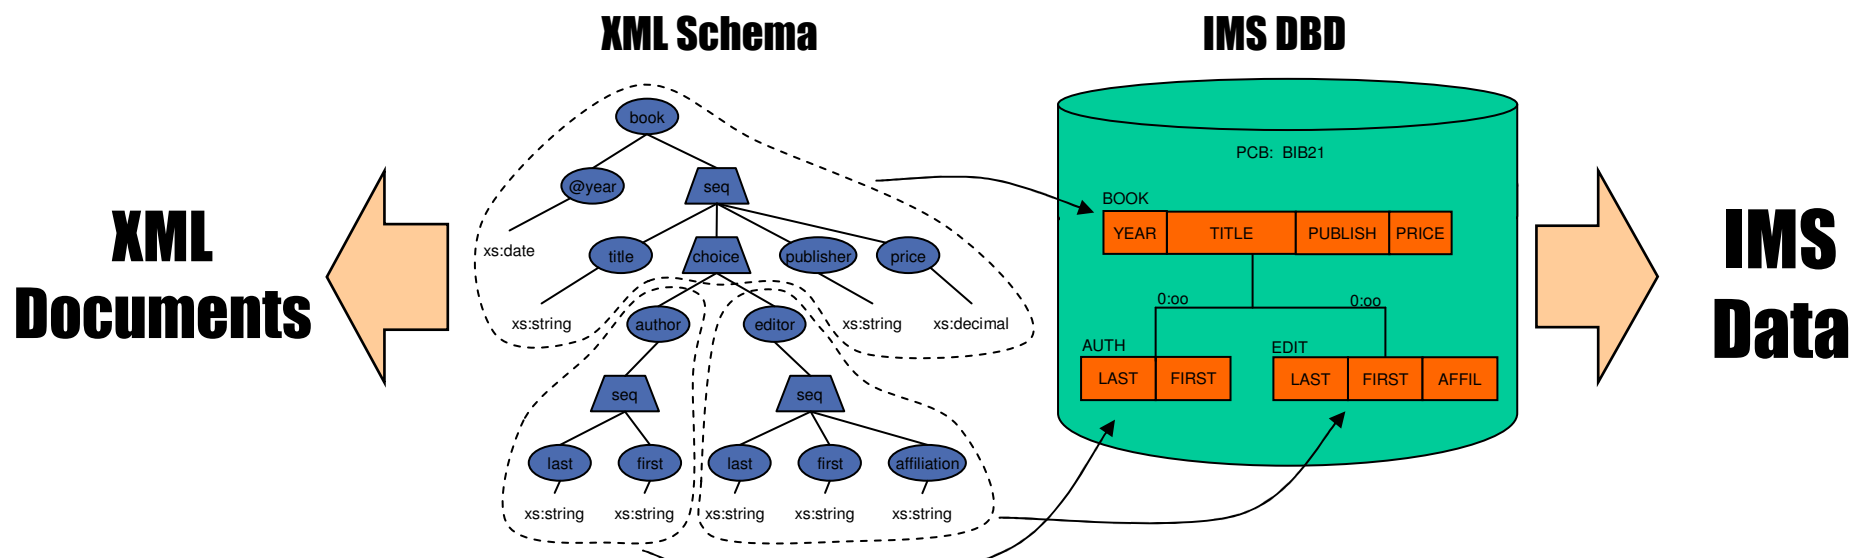 XML Schema
IMS DBD
XML
Documents
IMS
Data
book
@year
seq
xs:date
title
choice
publisher
price
xs:string
xs:string
xs:decimal
author
editor
seq
seq
last
first
last
first
affiliation
xs:string
xs:string
xs:string
xs:string
xs:string
PCB: BIB21
BOOK
YEAR TITLE PUBLISH PRICE
0:oo
0:oo
AUTH
LAST FIRST
EDIT
LAST FIRST AFFIL